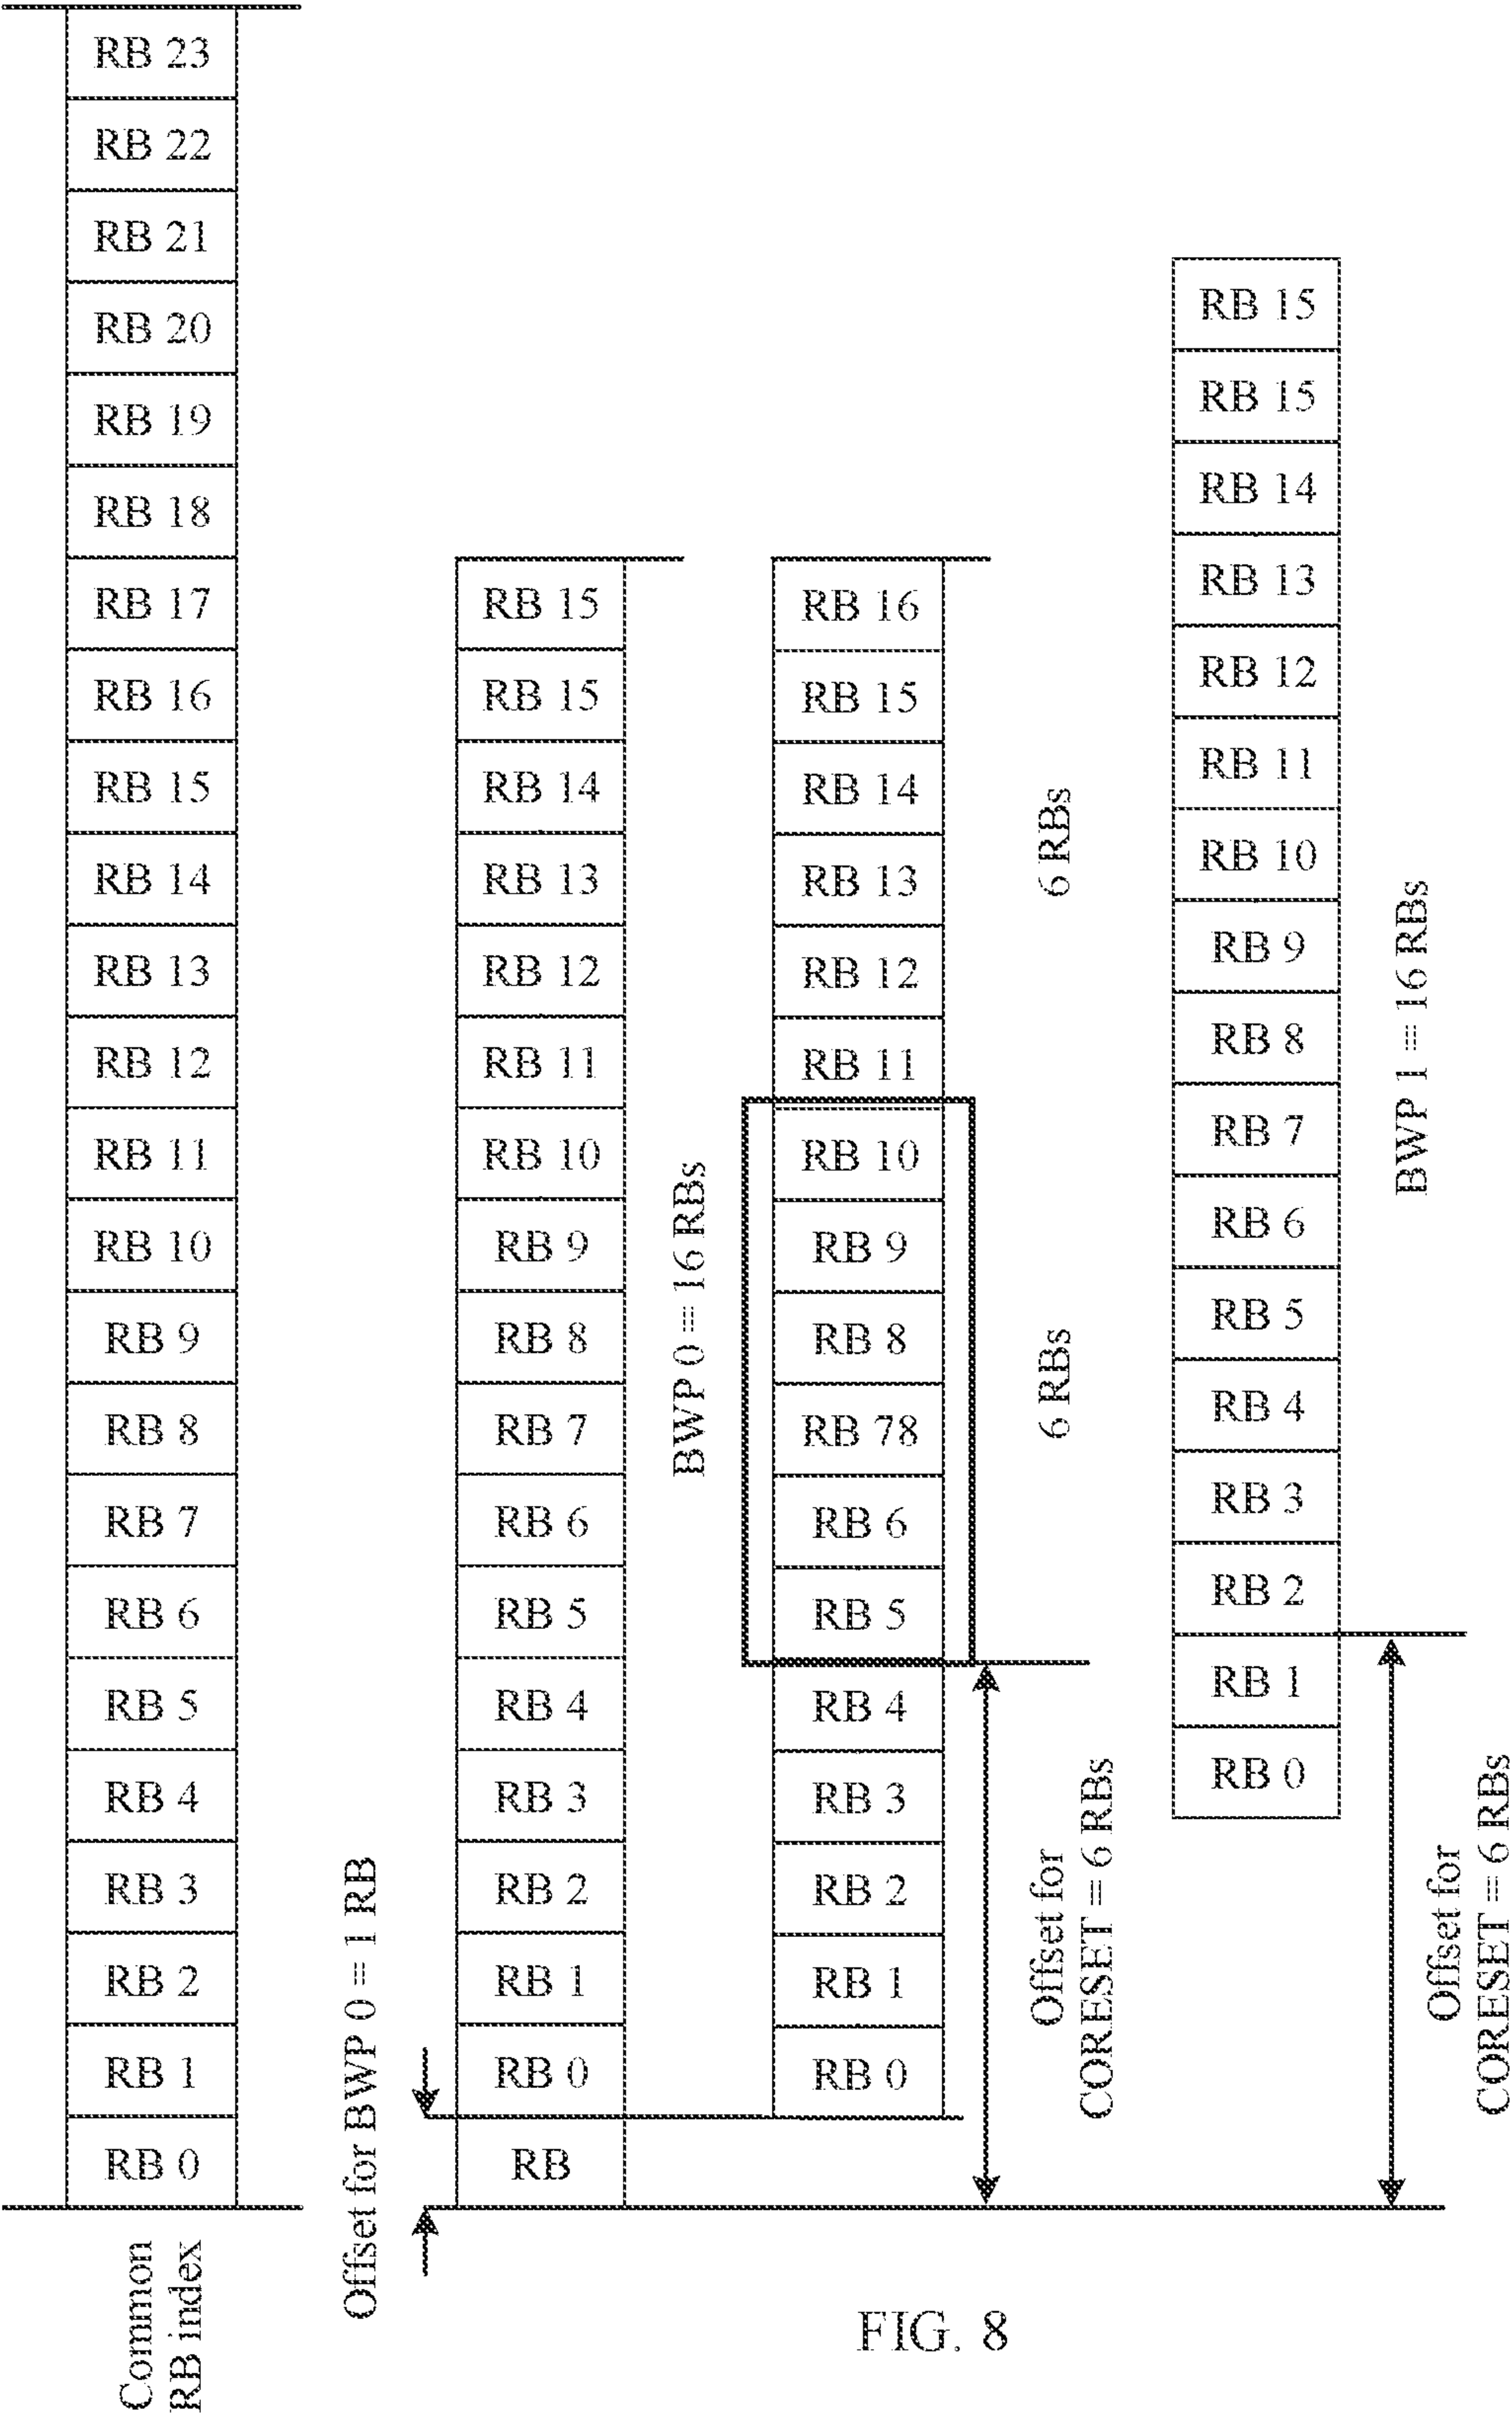 RB 23
RB 22
RB 21
RB 20
RB 19
RB 18
RB 17
RB 16
RB 15
RB 14
RB 13
RB 12
RB 11
RB 10
RB 9
RB 8
RB 7
RB 6
RB 5
RB 4
RB 3
RB 2
RB 1
RB 0
Common
RB index
Offset for BWP 0 = 1 RB
RB 15
RB 15
RB 14
RB 13
RB 12
RB 11
RB 10
RB 9
RB 8
RB 7
RB 6
RB 5
RB 4
RB 3
RB 2
RB 1
RB 0
RB
BWP 0 = 16 RBs
RB 16
RB 15
RB 14
RB 13
RB 12
RB 11
RB 10
RB 9
RB 8
RB 78
RB 6
RB 5
RB 4
RB 3
RB 2
RB 1
RB 0
6 RBs
6 RBs
Offset for
CORESET = 6 RBs
RB 15
RB 15
RB 14
RB 13
RB 12
RB 11
RB 10
RB 9
RB 8
RB 7
RB 6
RB 5
RB 4
RB 3
RB 2
RB 1
RB 0
BWP 1 = 16 RBs
Offset for
CORESET = 6 RBs
FIG. 8